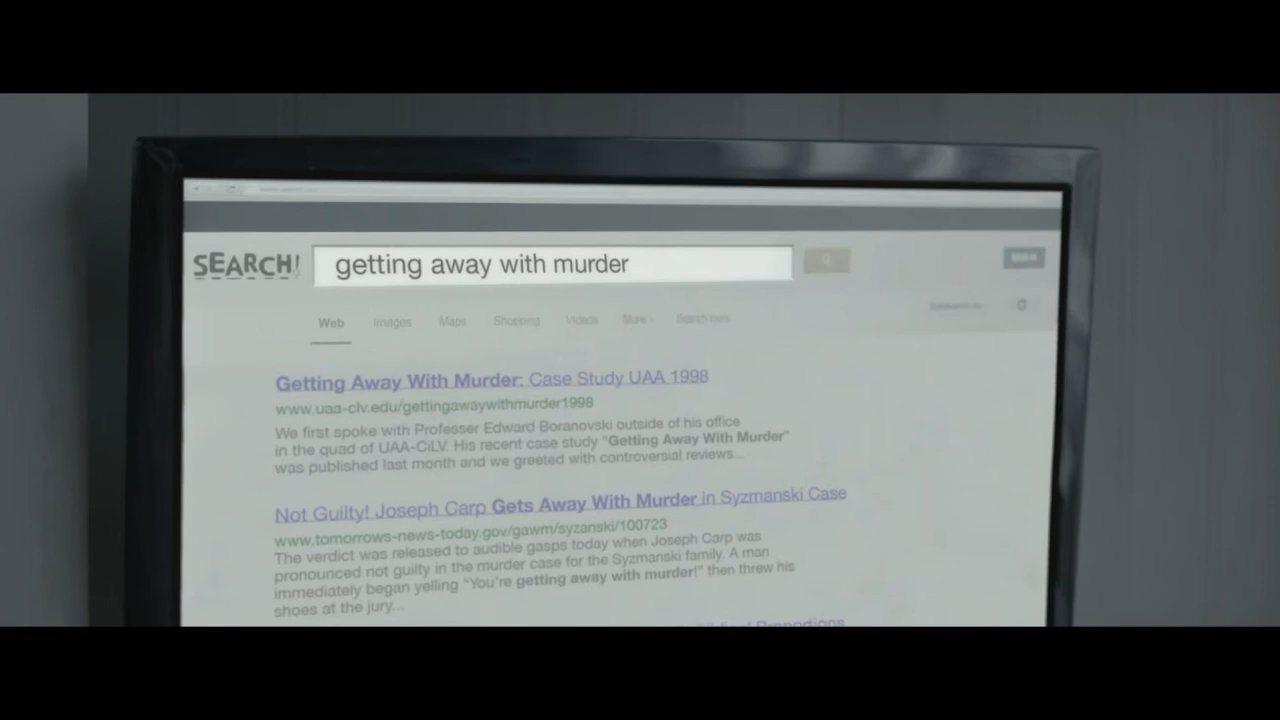 SEARCH!
getting away with murder
Web Images Maps Shopping Videos More Search tools
Getting Away With Murder: Case Study UAA 1998
www.uaa-clv.edu/gettingawaywithmurder1998
We first spoke with Professor Edward Boranovski outside of his office
in the quad of UAA-CiLV. His recent case study “Getting Away With Murder”
was published last month and we greeted with controversial reviews...
Not Guilty! Joseph Carp Gets Away With Murder in Syzmanski Case
www.tomorrows-news-today.gov/gawm/syzanski/100723
The verdict was released to audible gasps today when Joseph Carp was
pronounced not guilty in the murder case for the Syzmanski family. A man
immediately began yelling “You're getting away with murder!” then threw his
shoes at the jury...
Proportions